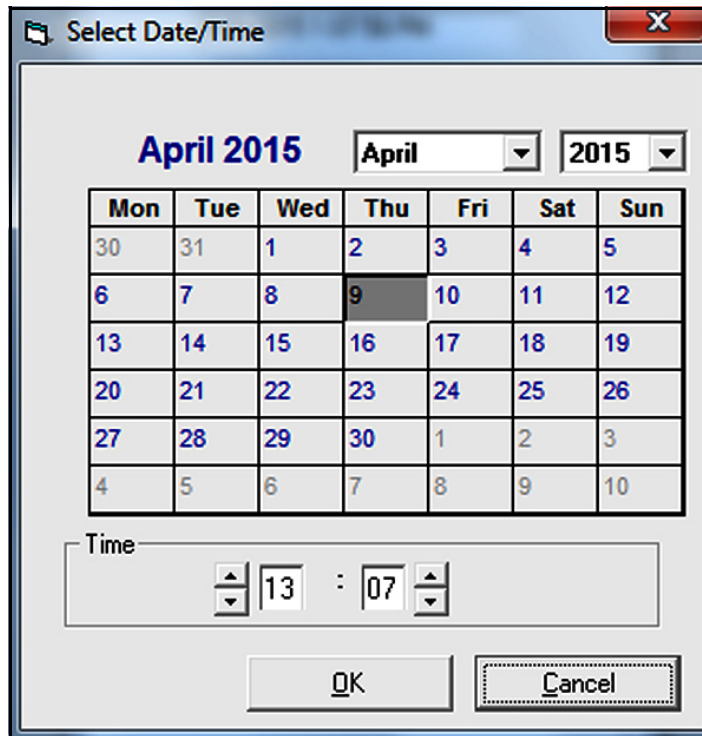 Select Date/Time
April 2015 April 2015
Mon Tue Wed Thu Fri Sat Sun
30 31 1 2 3 4 5
6 7 8 9 10 11 12
13 14 15 16 17 18 19
20 21 22 23 24 25 26
27 28 29 30 1 2 3
4 5 6 7 8 9 10
Time
13 : 07
OK Cancel